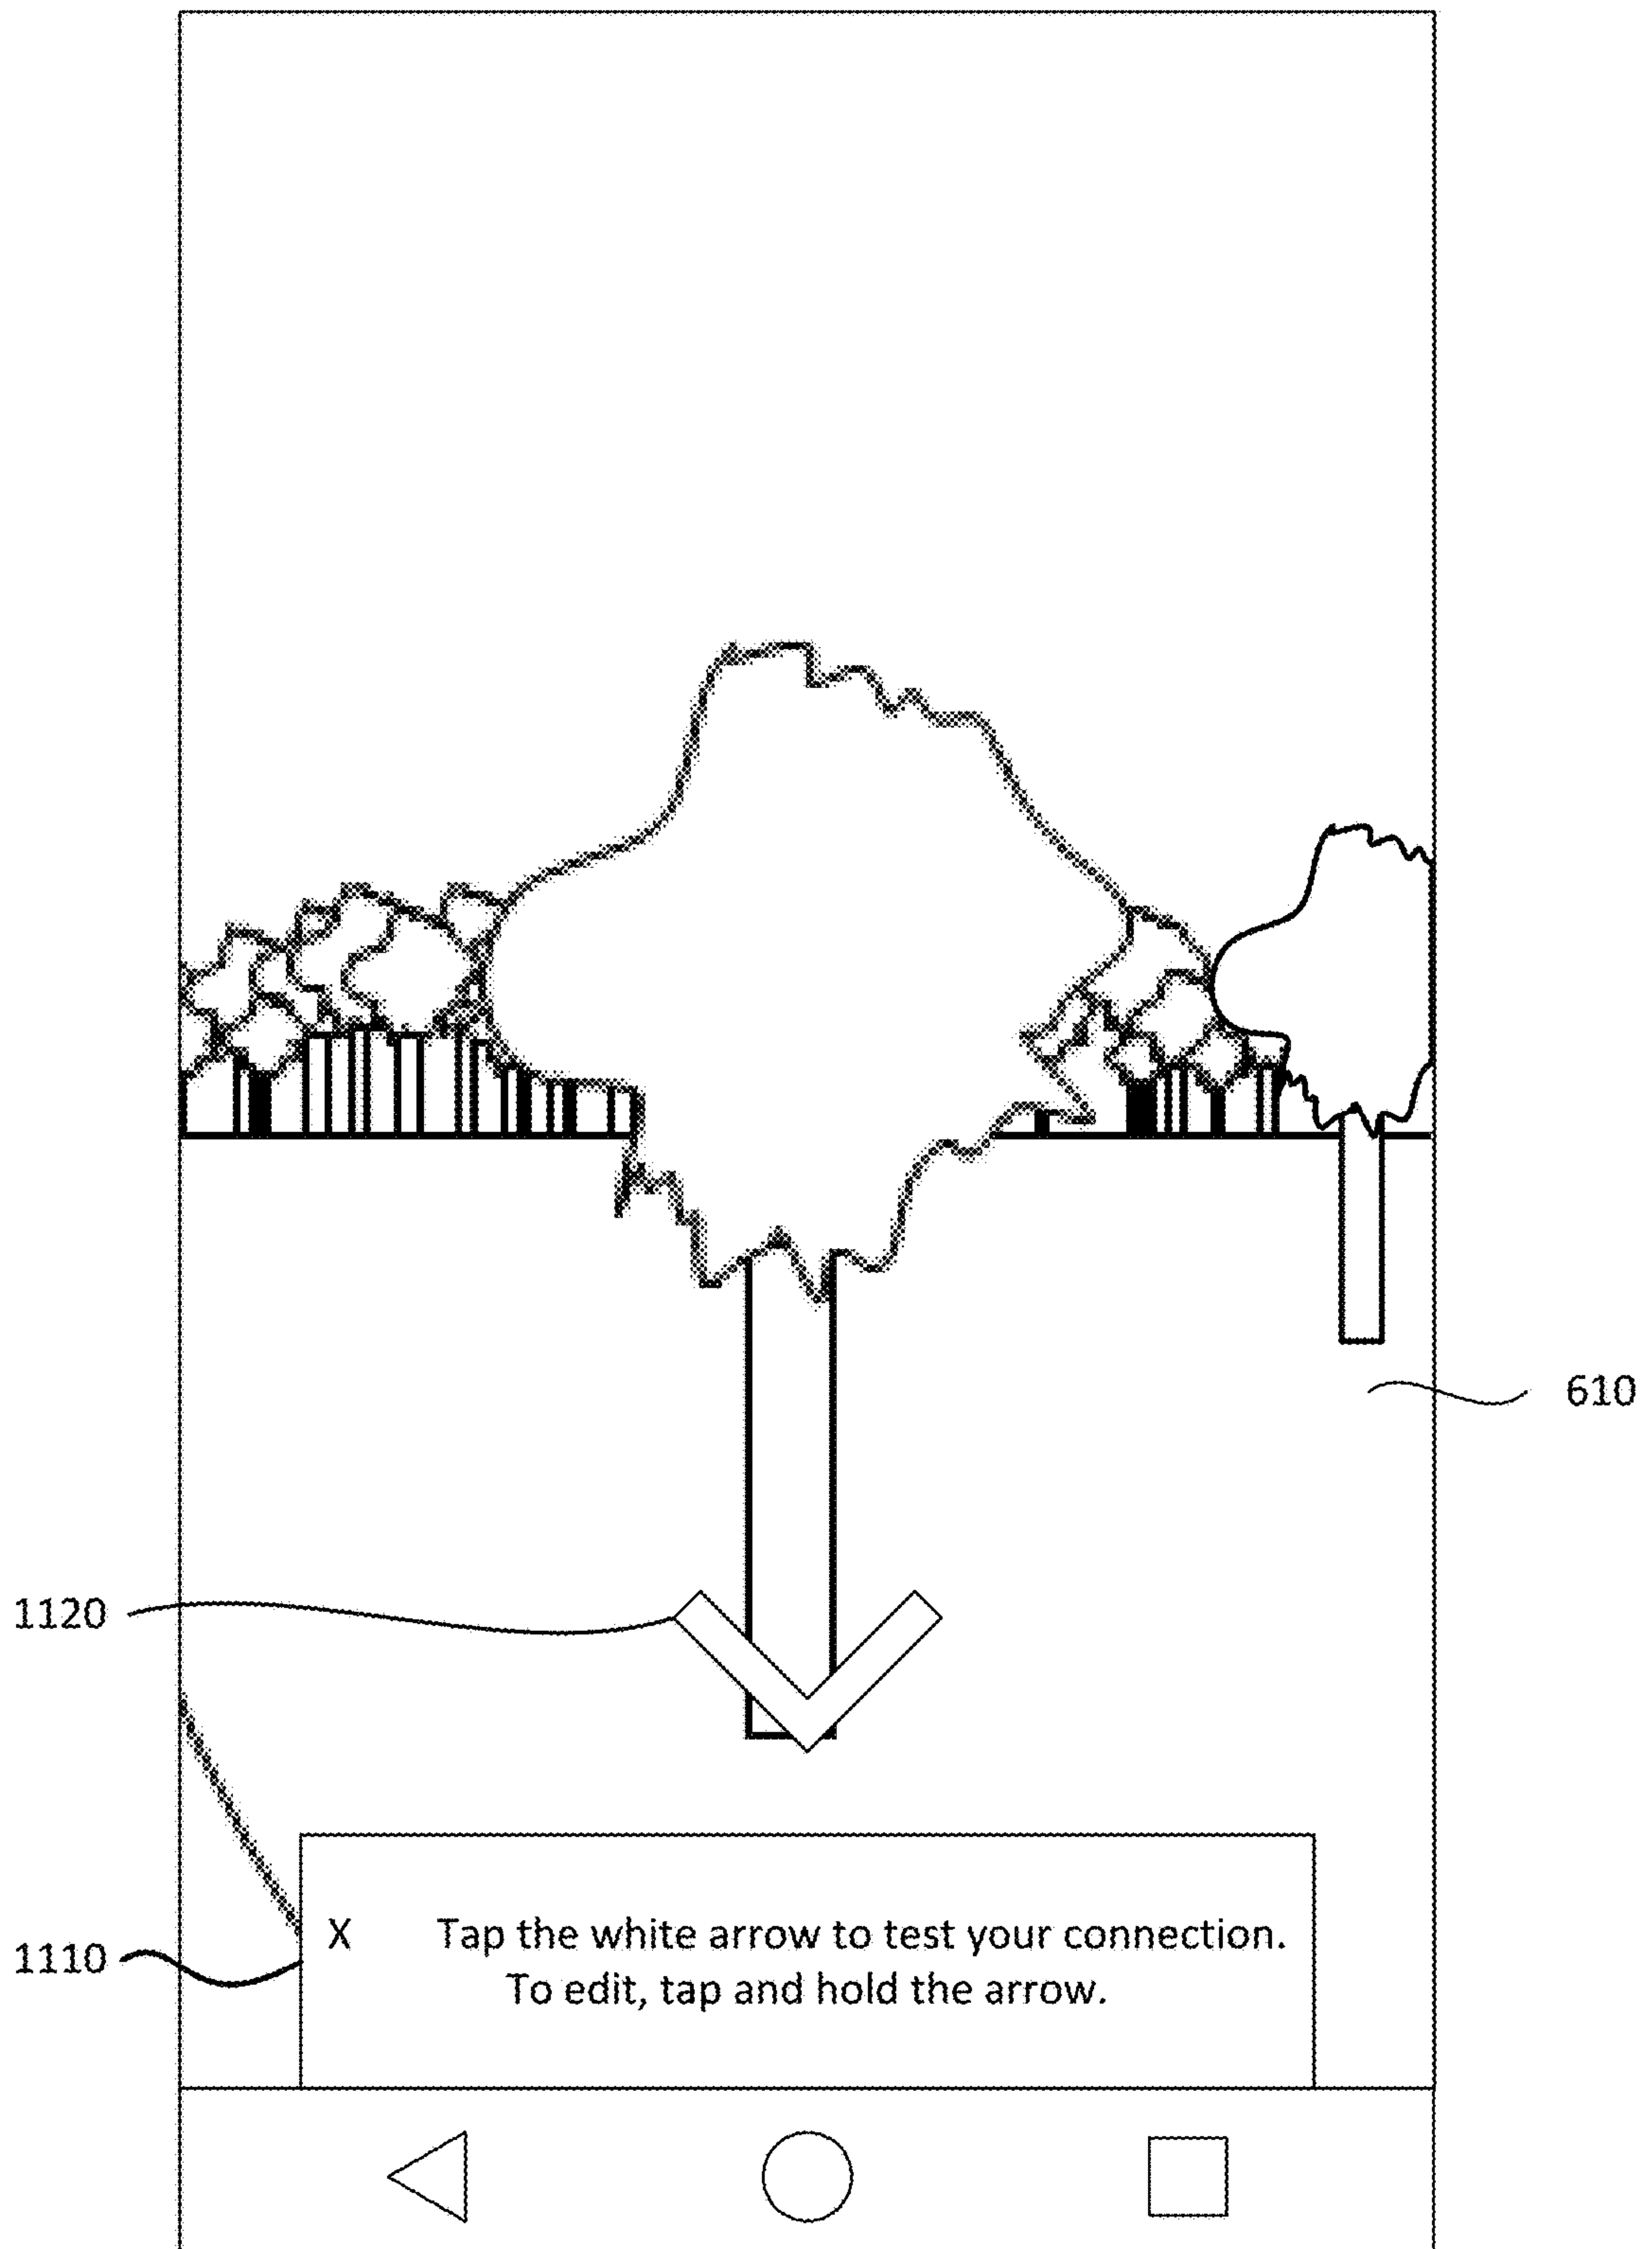 610
1120
1110
X Tap the white arrow to test your connection.
To edit, tap and hold the arrow.